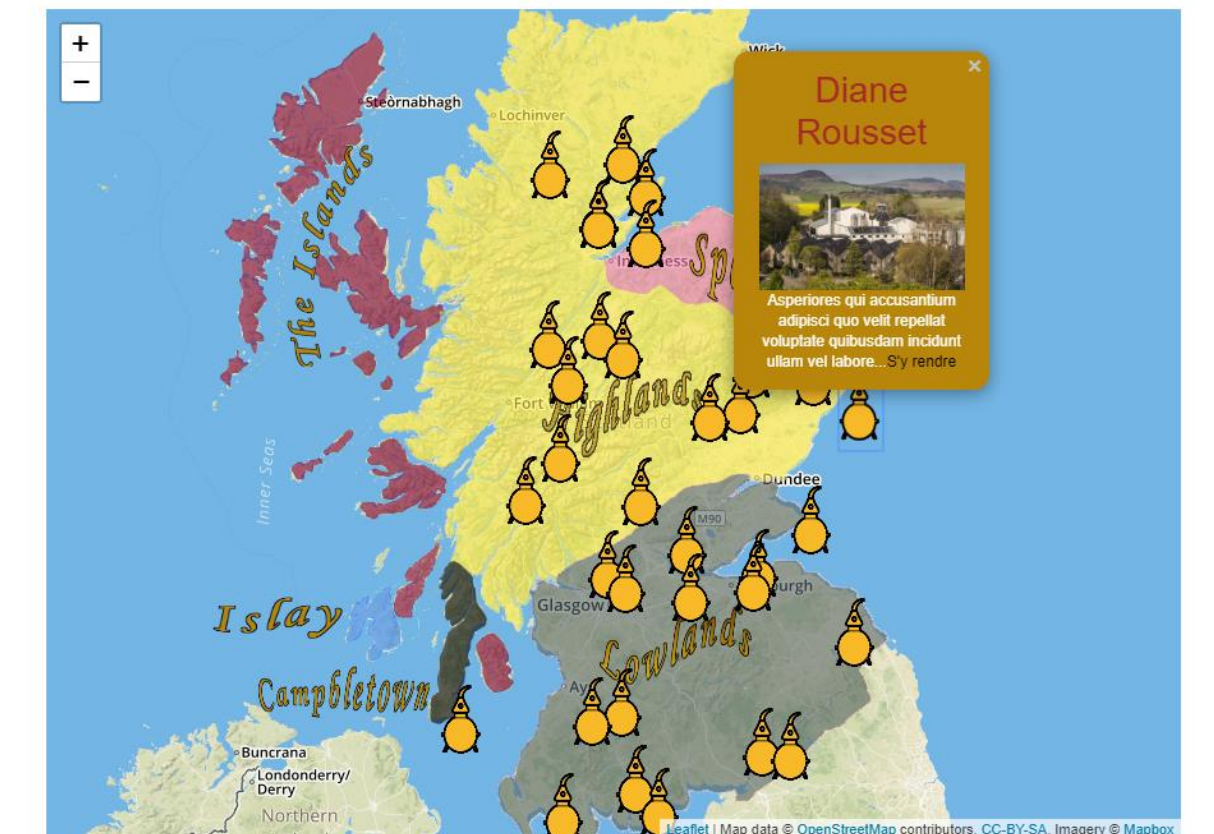 +
−
Wick
×
Diane
Rousset
Asperiores qui accusantium
adipisci quo velit repellat
voluptate quibusdam incidunt
ullam vel labore...S'y rendre
Steòrnabhagh
Lochinver
The Islands
Highlands
Inner Seas
Dundee
M90
Glasgow
Islay
Lowlands
Campbletown
Buncrana
Londonderry/
Derry
Northern
Leaflet | Map data © OpenStreetMap contributors, CC-BY-SA, Imagery © Mapbox